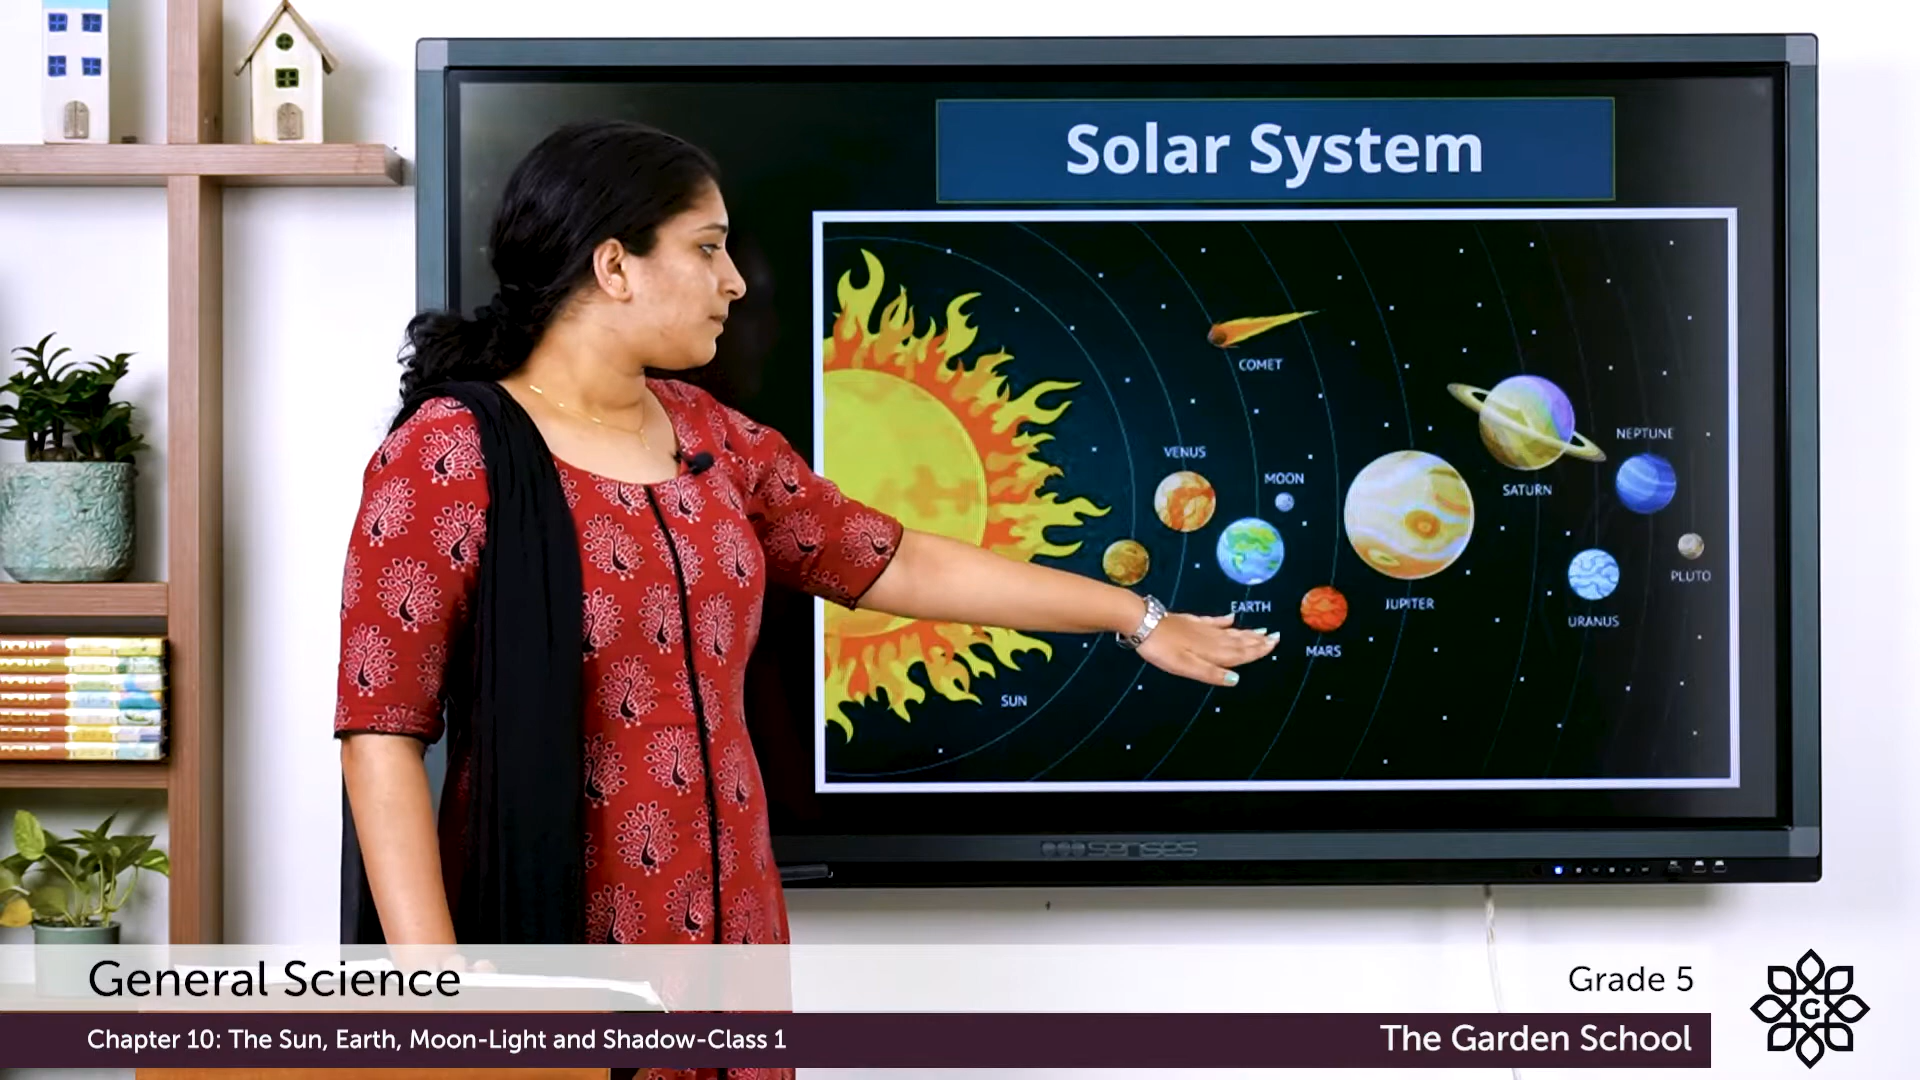 Solar System
COMET
NEPTUNE
VENUS
MOON
SATURN
PLUTO
EARTH
JUPITER
URANUS
MARS
SUN
senses
General Science
Grade 5
Chapter 10: The Sun, Earth, Moon-Light and Shadow-Class 1
The Garden School
G